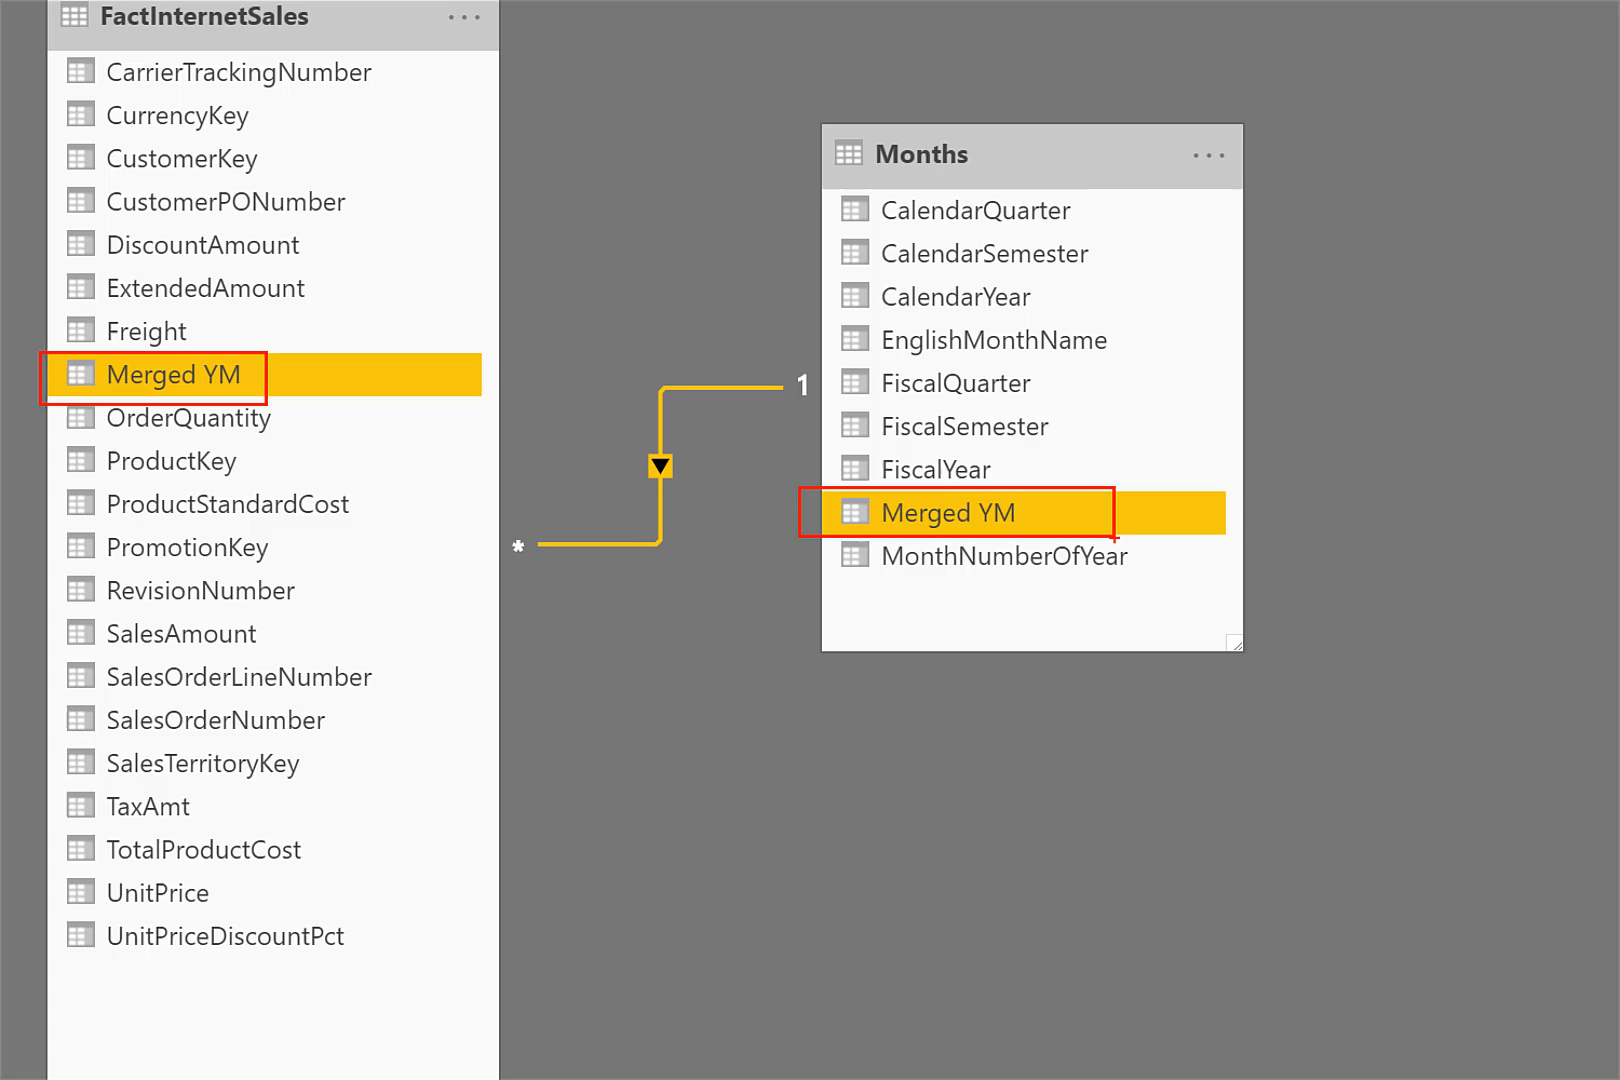 FactInternetSales
CarrierTrackingNumber
CurrencyKey
CustomerKey
CustomerPONumber
DiscountAmount
ExtendedAmount
Freight
Merged YM
OrderQuantity
ProductKey
ProductStandardCost
PromotionKey
RevisionNumber
SalesAmount
SalesOrderLineNumber
SalesOrderNumber
SalesTerritoryKey
TaxAmt
TotalProductCost
UnitPrice
UnitPriceDiscountPct
*
1
Months
CalendarQuarter
CalendarSemester
CalendarYear
EnglishMonthName
FiscalQuarter
FiscalSemester
FiscalYear
Merged YM
MonthNumberOfYear